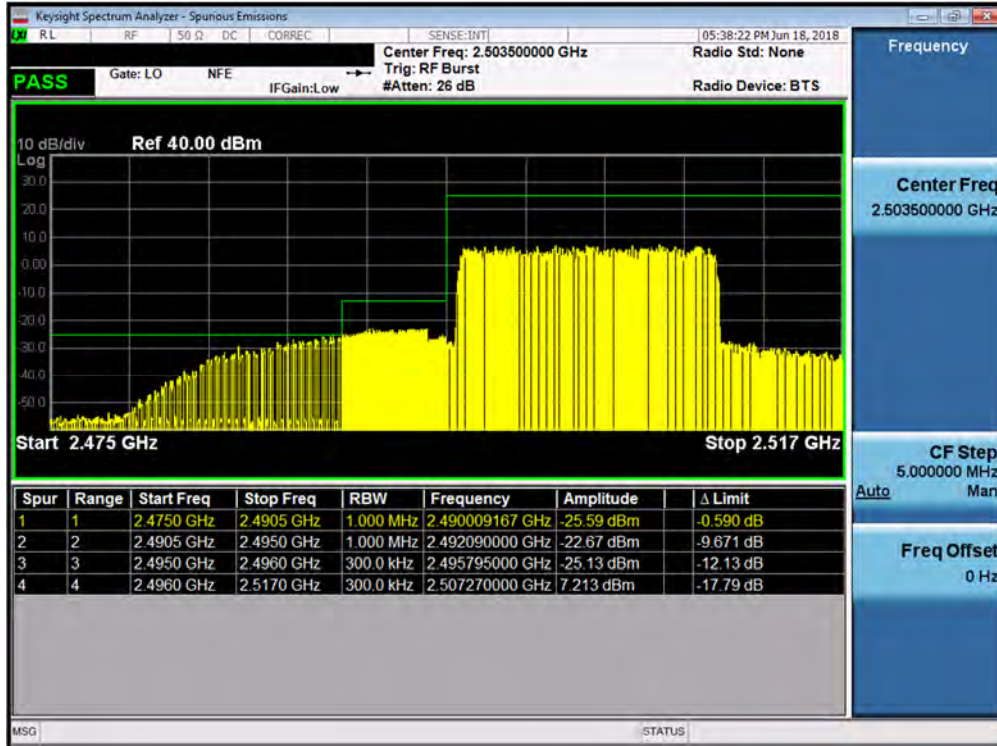 Keysight Spectrum Analyzer - Spurious Emissions
LXI RL RF 50 Ω DC CORREC SENSE:INT 05:38:22 PM Jun 18, 2018
Center Freq: 2.503500000 GHz Radio Std: None
PASS Gate: LO NFE Trig: RF Burst
IFGain:Low #Atten: 26 dB Radio Device: BTS
10 dB/div Ref 40.00 dBm
Log
30.0
20.0
10.0
0.00
-10.0
-20.0
-30.0
-40.0
-50.0
Start 2.475 GHz Stop 2.517 GHz
Spur Range Start Freq Stop Freq RBW Frequency Amplitude Δ Limit
1 1 2.4750 GHz 2.4905 GHz 1.000 MHz 2.490009167 GHz -25.59 dBm -0.590 dB
2 2 2.4905 GHz 2.4950 GHz 1.000 MHz 2.492090000 GHz -22.67 dBm -9.671 dB
3 3 2.4950 GHz 2.4960 GHz 300.0 kHz 2.495795000 GHz -25.13 dBm -12.13 dB
4 4 2.4960 GHz 2.5170 GHz 300.0 kHz 2.507270000 GHz 7.213 dBm -17.79 dB
MSG STATUS
Frequency
Center Freq
2.503500000 GHz
CF Step
5.000000 MHz
Auto Man
Freq Offset
0 Hz